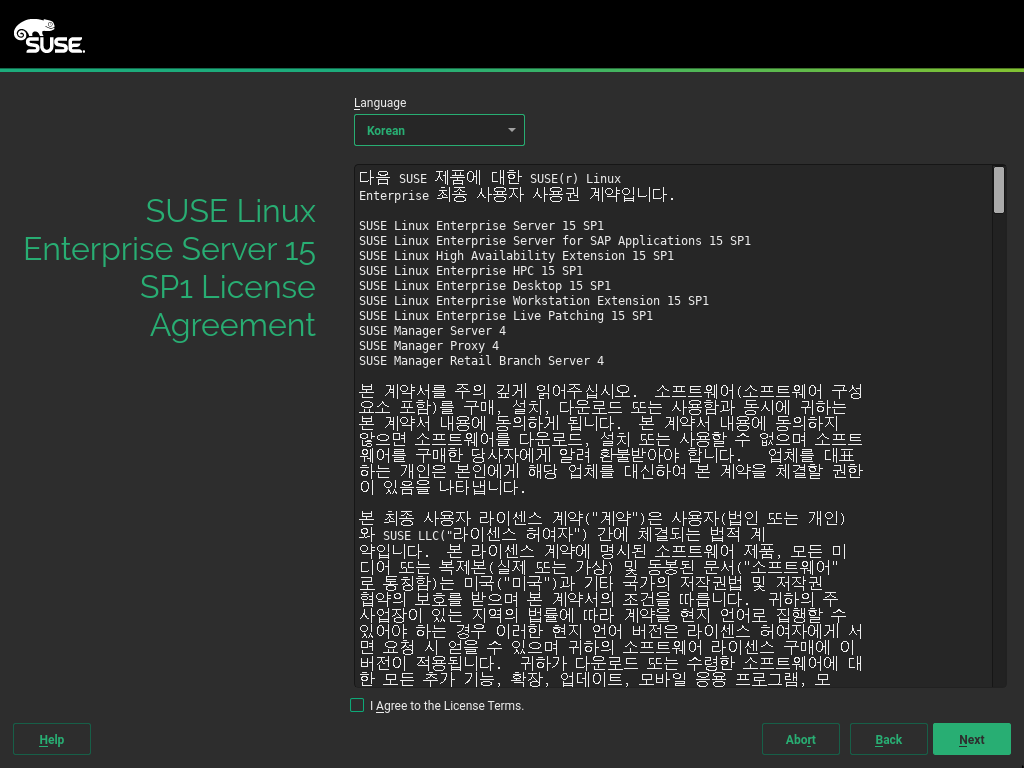 SUSE
Language
Korean
SUSE Linux
Enterprise Server 15
SP1 License
Agreement
다음 SUSE 제품에 대한 SUSE(r) Linux
Enterprise 최종 사용자 사용권 계약입니다.
SUSE Linux Enterprise Server 15 SP1
SUSE Linux Enterprise Server for SAP Applications 15 SP1
SUSE Linux High Availability Extension 15 SP1
SUSE Linux Enterprise HPC 15 SP1
SUSE Linux Enterprise Desktop 15 SP1
SUSE Linux Enterprise Workstation Extension 15 SP1
SUSE Linux Enterprise Live Patching 15 SP1
SUSE Manager Server 4
SUSE Manager Proxy 4
SUSE Manager Retail Branch Server 4
본 계약서를 주의 깊게 읽어주십시오.  소프트웨어(소프트웨어 구성
요소 포함)를 구매, 설치, 다운로드 또는 사용함과 동시에 귀하는
본 계약서 내용에 동의하게 됩니다.  본 계약서 내용에 동의하지
않으면 소프트웨어를 다운로드, 설치 또는 사용할 수 없으며 소프트
웨어를 구매한 당사자에게 알려 환불받아야 합니다.   업체를 대표
하는 개인은 본인에게 해당 업체를 대신하여 본 계약을 체결할 권한
이 있음을 나타냅니다.
본 최종 사용자 라이센스 계약("계약")은 사용자(법인 또는 개인)
와 SUSE LLC("라이센스 허여자") 간에 체결되는 법적 계
약입니다.  본 라이센스 계약에 명시된 소프트웨어 제품, 모든 미
디어 또는 복제본(실제 또는 가상) 및 동봉된 문서("소프트웨어"
로 통칭함)는 미국("미국")과 기타 국가의 저작권법 및 저작권
협약의 보호를 받으며 본 계약서의 조건을 따릅니다.  귀하의 주
사업장이 있는 지역의 법률에 따라 계약을 현지 언어로 집행할 수
있어야 하는 경우 이러한 현지 언어 버전은 라이센스 허여자에게 서
면 요청 시 얻을 수 있으며 귀하의 소프트웨어 라이센스 구매에 이
버전이 적용됩니다.  귀하가 다운로드 또는 수령한 소프트웨어에 대
한 모든 추가 기능, 확장, 업데이트, 모바일 응용 프로그램, 모
I Agree to the License Terms.
Help
Abort
Back
Next